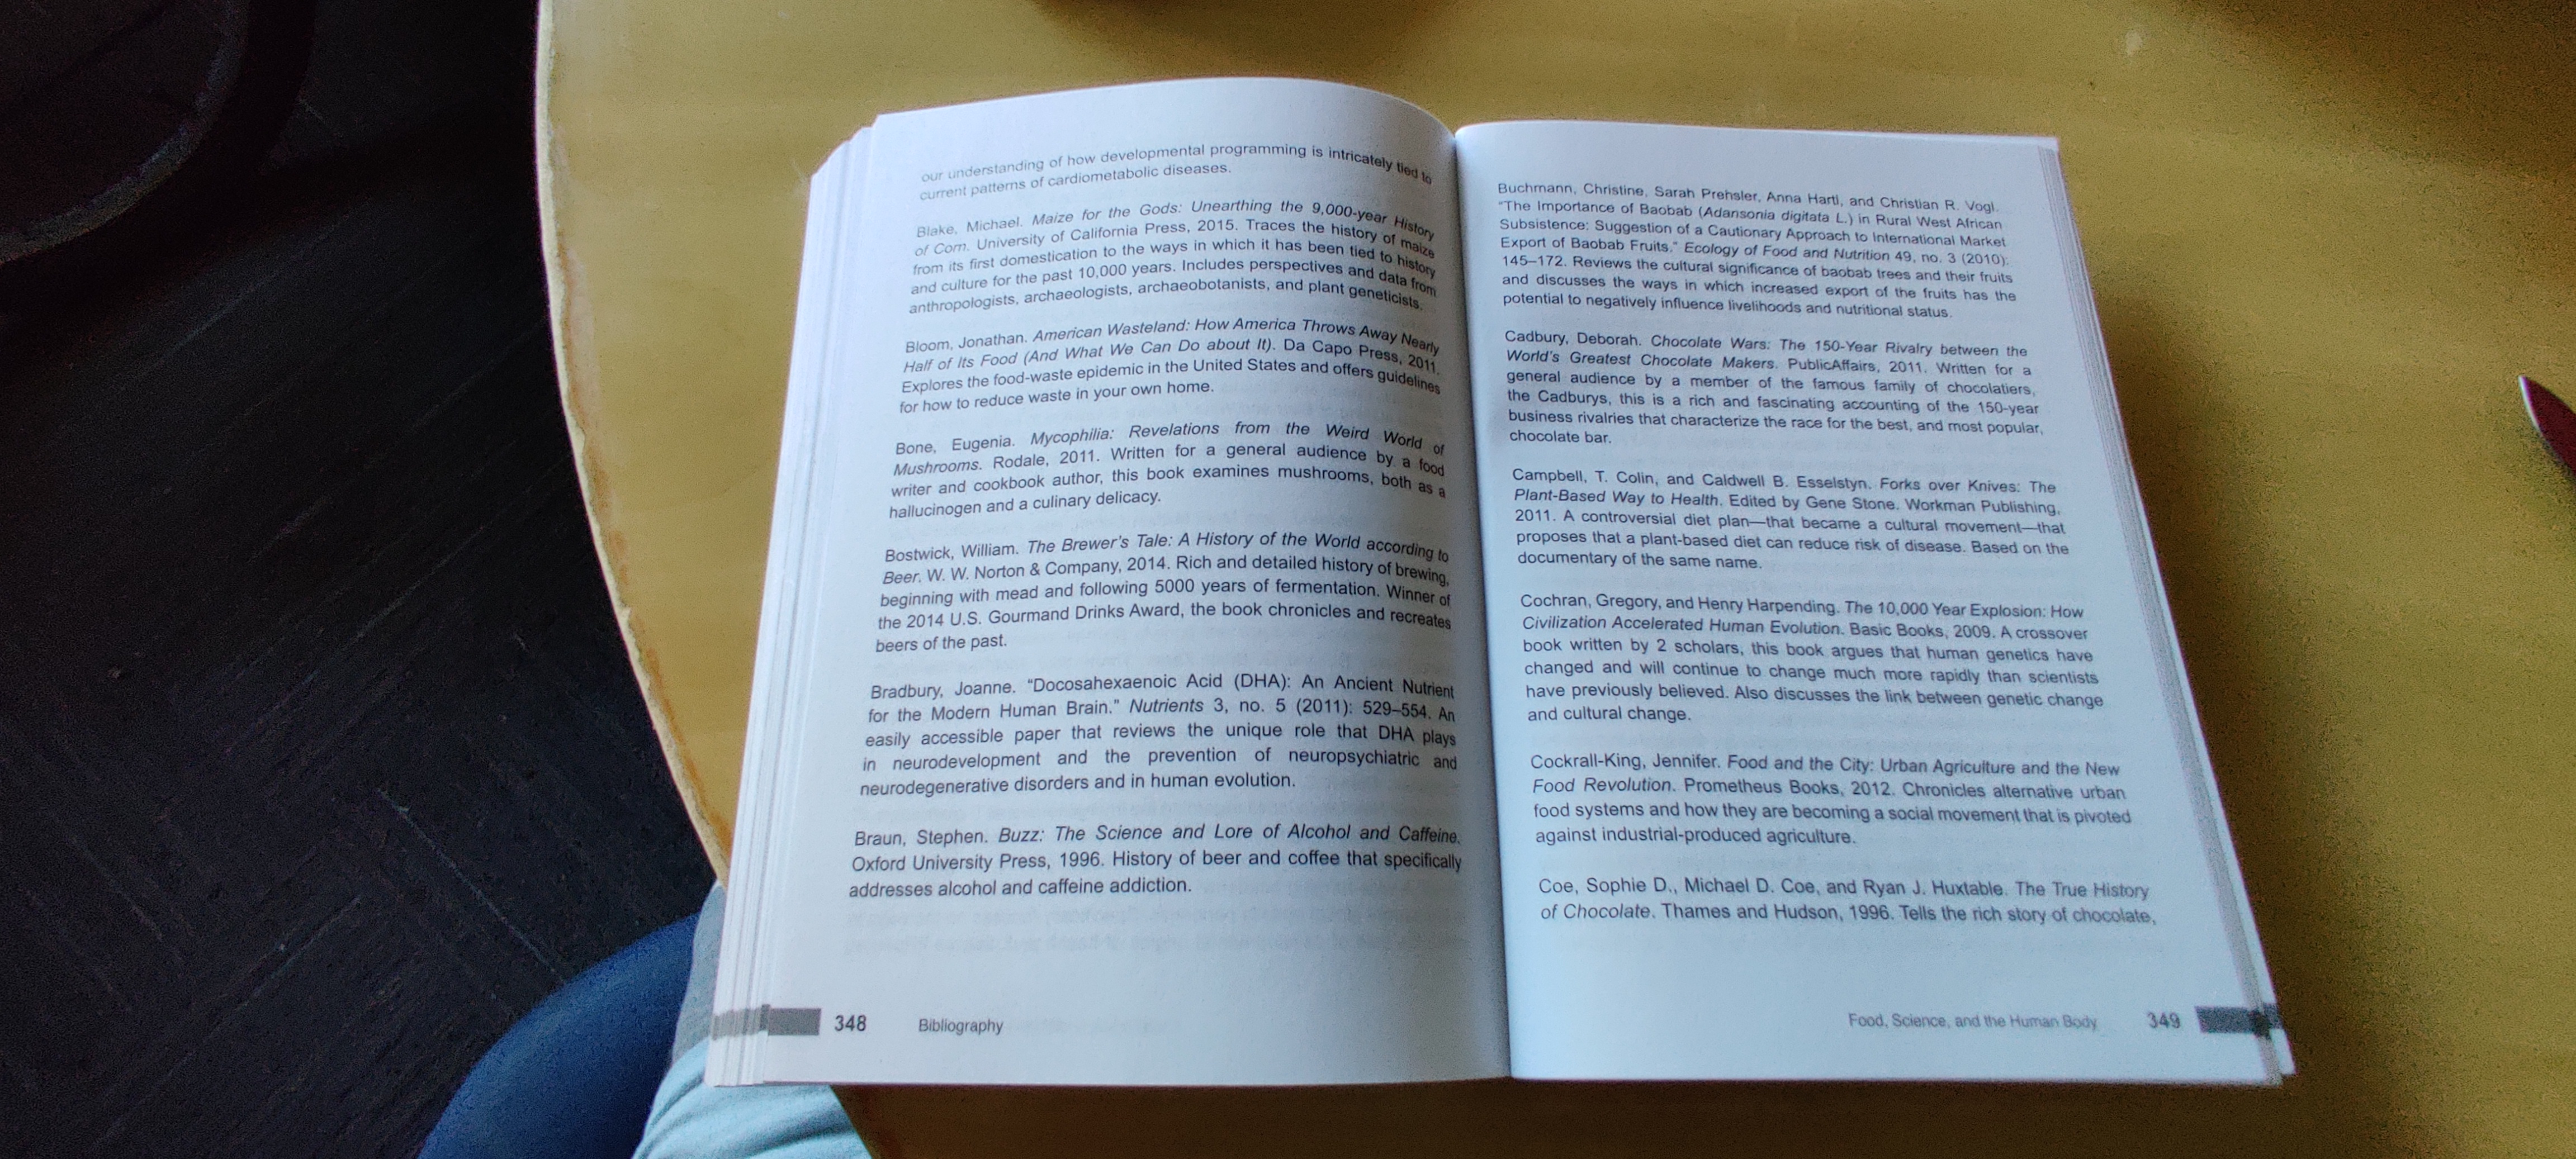 our understanding of how developmental programming is intricately tied to
current patterns of cardiometabolic diseases.
Blake, Michael. Maize for the Gods: Unearthing the 9,000-year History
of Corn. University of California Press, 2015. Traces the history of maize
from its first domestication to the ways in which it has been tied to history
and culture for the past 10,000 years. Includes perspectives and data from
anthropologists, archaeologists, archaeobotanists, and plant geneticists.
Bloom, Jonathan. American Wasteland: How America Throws Away Nearly
Half of Its Food (And What We Can Do about It). Da Capo Press, 2011.
Explores the food-waste epidemic in the United States and offers guidelines
for how to reduce waste in your own home.
Bone, Eugenia. Mycophilia: Revelations from the Weird World of
Mushrooms. Rodale, 2011. Written for a general audience by a food
writer and cookbook author, this book examines mushrooms, both as a
hallucinogen and a culinary delicacy.
Bostwick, William. The Brewer's Tale: A History of the World according to
Beer. W. W. Norton & Company, 2014. Rich and detailed history of brewing,
beginning with mead and following 5000 years of fermentation. Winner of
the 2014 U.S. Gourmand Drinks Award, the book chronicles and recreates
beers of the past.
Bradbury, Joanne. “Docosahexaenoic Acid (DHA): An Ancient Nutrient
for the Modern Human Brain.” Nutrients 3, no. 5 (2011): 529–554. An
easily accessible paper that reviews the unique role that DHA plays
in neurodevelopment and the prevention of neuropsychiatric and
neurodegenerative disorders and in human evolution.
Braun, Stephen. Buzz: The Science and Lore of Alcohol and Caffeine.
Oxford University Press, 1996. History of beer and coffee that specifically
addresses alcohol and caffeine addiction.
348 Bibliography
Buchmann, Christine, Sarah Prehsler, Anna Hartl, and Christian R. Vogl.
“The Importance of Baobab (Adansonia digitata L.) in Rural West African
Subsistence: Suggestion of a Cautionary Approach to International Market
Export of Baobab Fruits.” Ecology of Food and Nutrition 49, no. 3 (2010):
145–172. Reviews the cultural significance of baobab trees and their fruits
and discusses the ways in which increased export of the fruits has the
potential to negatively influence livelihoods and nutritional status.
Cadbury, Deborah. Chocolate Wars: The 150-Year Rivalry between the
World's Greatest Chocolate Makers. PublicAffairs, 2011. Written for a
general audience by a member of the famous family of chocolatiers,
the Cadburys, this is a rich and fascinating accounting of the 150-year
business rivalries that characterize the race for the best, and most popular,
chocolate bar.
Campbell, T. Colin, and Caldwell B. Esselstyn. Forks over Knives: The
Plant-Based Way to Health. Edited by Gene Stone. Workman Publishing,
2011. A controversial diet plan—that became a cultural movement—that
proposes that a plant-based diet can reduce risk of disease. Based on the
documentary of the same name.
Cochran, Gregory, and Henry Harpending. The 10,000 Year Explosion: How
Civilization Accelerated Human Evolution. Basic Books, 2009. A crossover
book written by 2 scholars, this book argues that human genetics have
changed and will continue to change much more rapidly than scientists
have previously believed. Also discusses the link between genetic change
and cultural change.
Cockrall-King, Jennifer. Food and the City: Urban Agriculture and the New
Food Revolution. Prometheus Books, 2012. Chronicles alternative urban
food systems and how they are becoming a social movement that is pivoted
against industrial-produced agriculture.
Coe, Sophie D., Michael D. Coe, and Ryan J. Huxtable. The True History
of Chocolate. Thames and Hudson, 1996. Tells the rich story of chocolate,
Food, Science, and the Human Body 349